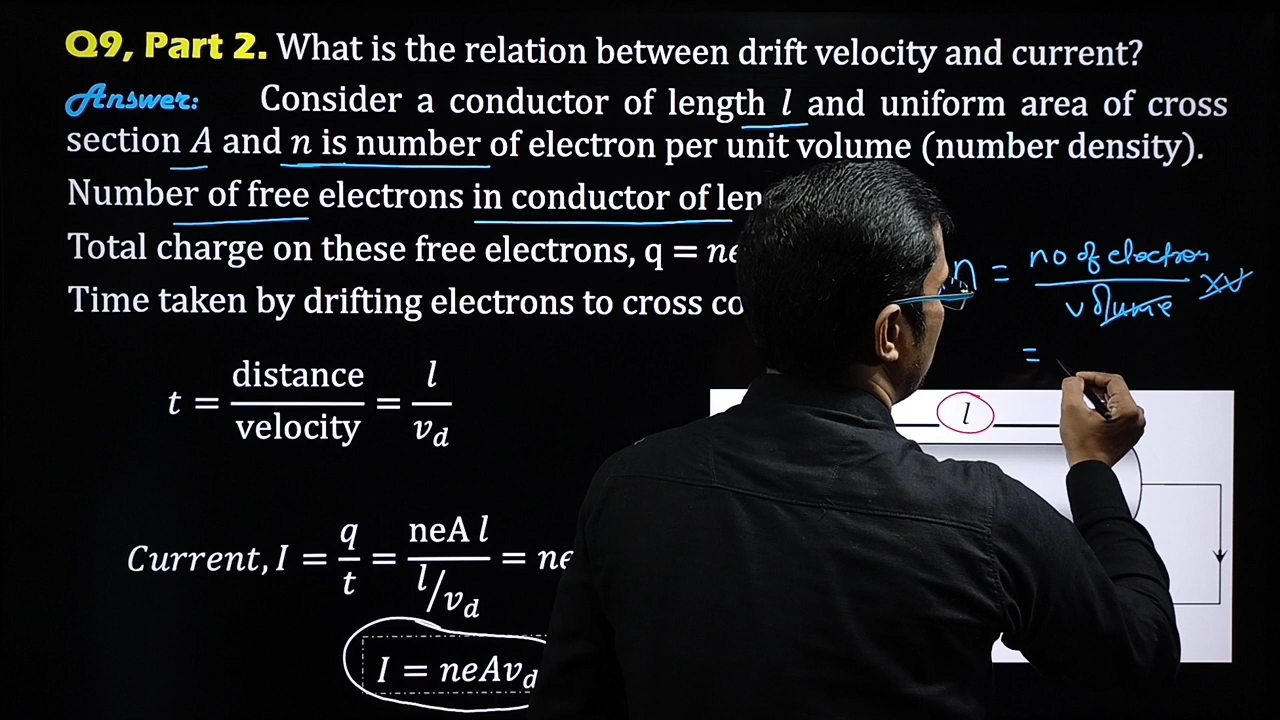 Q9, Part 2. What is the relation between drift velocity and current?
Answer: Consider a conductor of length l and uniform area of cross
section A and n is number of electron per unit volume (number density).
Number of free electrons in conductor of len
Total charge on these free electrons, q = ne
Time taken by drifting electrons to cross co
n = no of electron / volume × v
=
t = distance / velocity = l / v_d
l
Current, I = q / t = neA l / l/v_d = ne
I = neAv_d